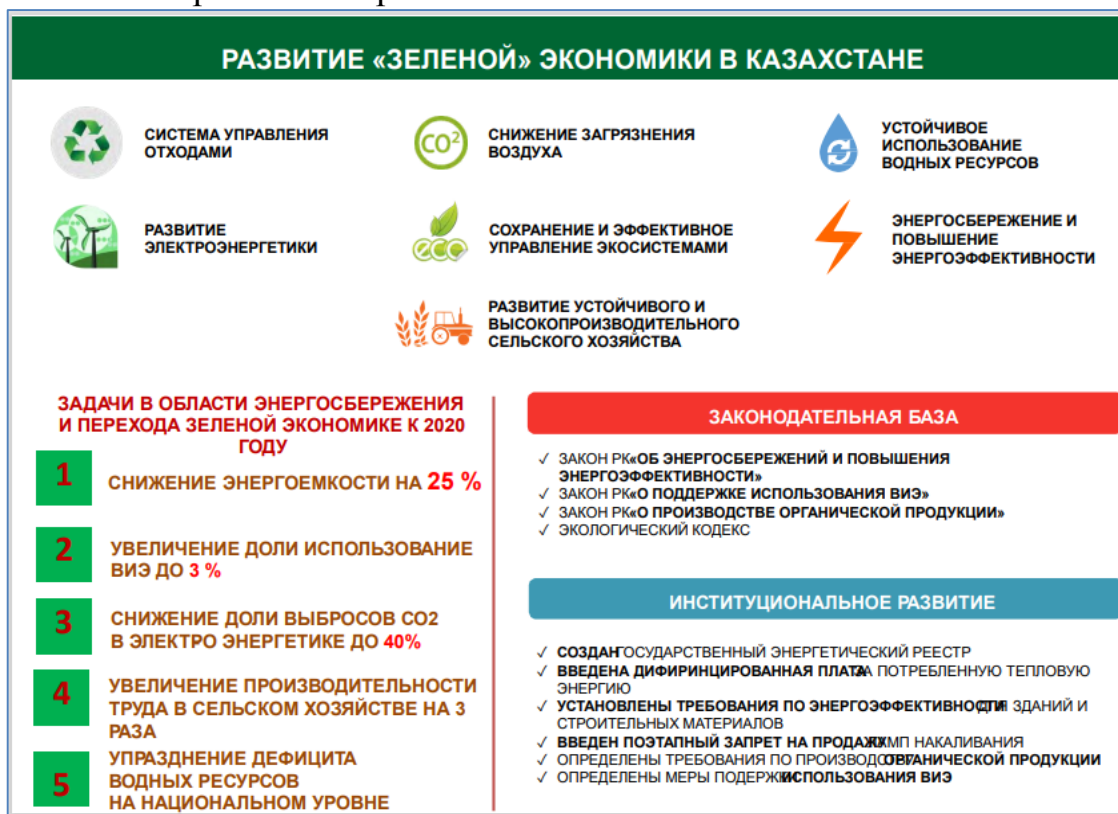 РАЗВИТИЕ «ЗЕЛЕНОЙ» ЭКОНОМИКИ В КАЗАХСТАНЕ
СИСТЕМА УПРАВЛЕНИЯ
ОТХОДАМИ
CO2
СНИЖЕНИЕ ЗАГРЯЗНЕНИЯ
ВОЗДУХА
УСТОЙЧИВОЕ
ИСПОЛЬЗОВАНИЕ
ВОДНЫХ РЕСУРСОВ
РАЗВИТИЕ
ЭЛЕКТРОЭНЕРГЕТИКИ
eco
СОХРАНЕНИЕ И ЭФФЕКТИВНОЕ
УПРАВЛЕНИЕ ЭКОСИСТЕМАМИ
ЭНЕРГОСБЕРЕЖЕНИЕ И
ПОВЫШЕНИЕ
ЭНЕРГОЭФФЕКТИВНОСТИ
РАЗВИТИЕ УСТОЙЧИВОГО И
ВЫСОКОПРОИЗВОДИТЕЛЬНОГО
СЕЛЬСКОГО ХОЗЯЙСТВА
ЗАДАЧИ В ОБЛАСТИ ЭНЕРГОСБЕРЕЖЕНИЯ
И ПЕРЕХОДА ЗЕЛЕНОЙ ЭКОНОМИКЕ К 2020
ГОДУ
1
СНИЖЕНИЕ ЭНЕРГОЕМКОСТИ НА 25 %
2
УВЕЛИЧЕНИЕ ДОЛИ ИСПОЛЬЗОВАНИЕ
ВИЭ ДО 3 %
3
СНИЖЕНИЕ ДОЛИ ВЫБРОСОВ СО2
В ЭЛЕКТРО ЭНЕРГЕТИКЕ ДО 40%
4
УВЕЛИЧЕНИЕ ПРОИЗВОДИТЕЛЬНОСТИ
ТРУДА В СЕЛЬСКОМ ХОЗЯЙСТВЕ НА 3
РАЗА
5
УПРАЗДНЕНИЕ ДЕФИЦИТА
ВОДНЫХ РЕСУРСОВ
НА НАЦИОНАЛЬНОМ УРОВНЕ
ЗАКОНОДАТЕЛЬНАЯ БАЗА
✓ ЗАКОН РК«ОБ ЭНЕРГОСБЕРЕЖЕНИЙ И ПОВЫШЕНИЯ
ЭНЕРГОЭФФЕКТИВНОСТИ»
✓ ЗАКОН РК«О ПОДДЕРЖКЕ ИСПОЛЬЗОВАНИЯ ВИЭ»
✓ ЗАКОН РК«О ПРОИЗВОДСТВЕ ОРГАНИЧЕСКОЙ ПРОДУКЦИИ»
✓ ЭКОЛОГИЧЕСКИЙ КОДЕКС
ИНСТИТУЦИОНАЛЬНОЕ РАЗВИТИЕ
✓ СОЗДАН ГОСУДАРСТВЕННЫЙ ЭНЕРГЕТИЧЕСКИЙ РЕЕСТР
✓ ВВЕДЕНА ДИФИРИНЦИРОВАННАЯ ПЛАТА ЗА ПОТРЕБЛЕННУЮ ТЕПЛОВУЮ
ЭНЕРГИЮ
✓ УСТАНОВЛЕНЫ ТРЕБОВАНИЯ ПО ЭНЕРГОЭФФЕКТИВНОСТИ ДЛЯ ЗДАНИЙ И
СТРОИТЕЛЬНЫХ МАТЕРИАЛОВ
✓ ВВЕДЕН ПОЭТАПНЫЙ ЗАПРЕТ НА ПРОДАЖУ ЛАМП НАКАЛИВАНИЯ
✓ ОПРЕДЕЛЕНЫ ТРЕБОВАНИЯ ПО ПРОИЗВОДСТВУ ОРГАНИЧЕСКОЙ ПРОДУКЦИИ
✓ ОПРЕДЕЛЕНЫ МЕРЫ ПОДЕРЖКИ ИСПОЛЬЗОВАНИЯ ВИЭ